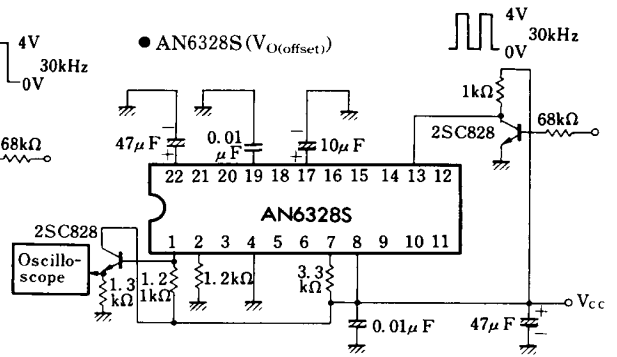 4V
30kHz
0V
68kΩ
● AN6328S (VO(offset))
4V
30kHz
0V
1kΩ
2SC828
68kΩ
47μF
0.01
μF
10μF
22 21 20 19 18 17 16 15 14 13 12
AN6328S
1 2 3 4 5 6 7 8 9 10 11
2SC828
Oscillo-
scope
1.3
kΩ
1.2
1kΩ
1.2kΩ
3.3
kΩ
0.01μF
47μF
VCC
+
−
+
−
+
−